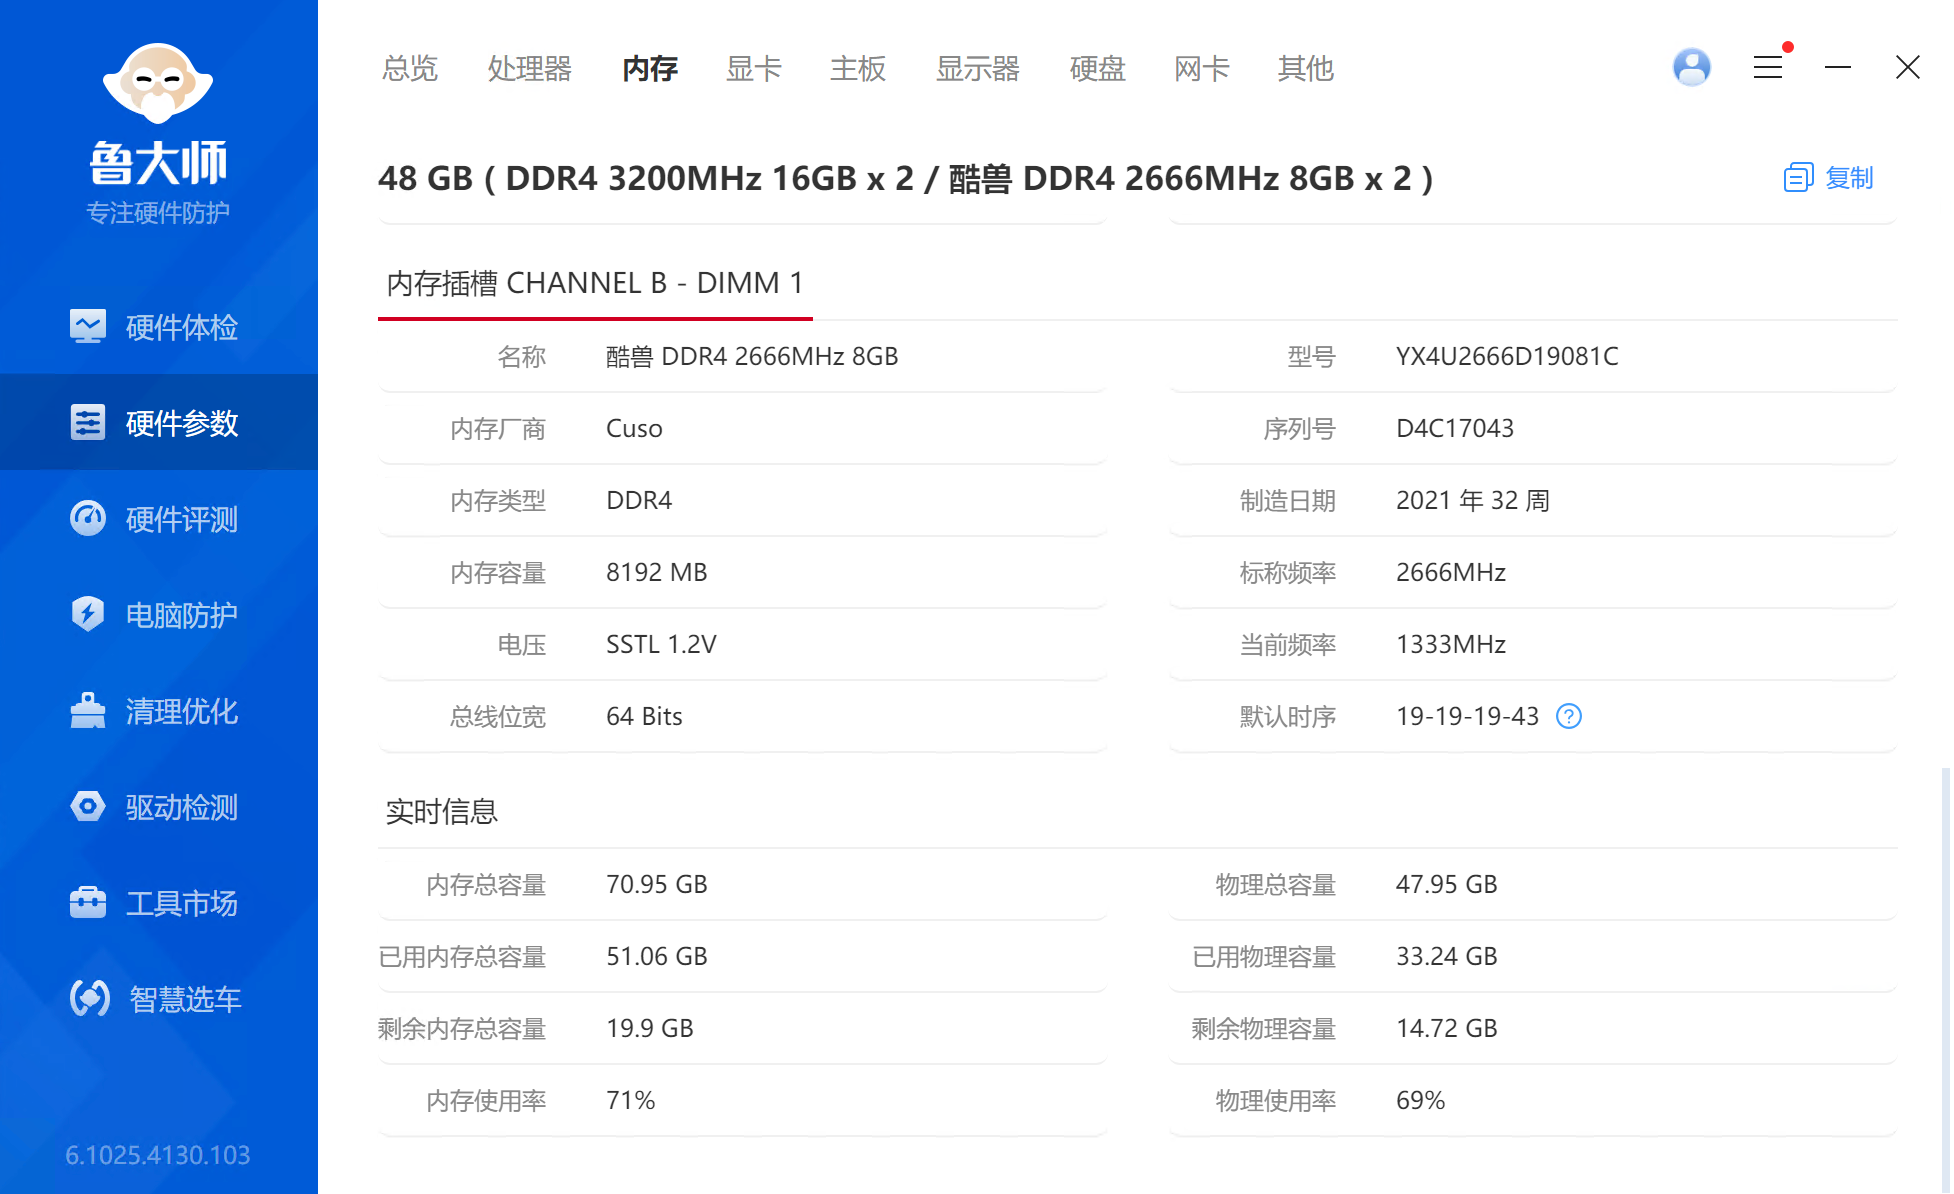 鲁大师
专注硬件防护
硬件体检
硬件参数
硬件评测
电脑防护
清理优化
驱动检测
工具市场
智慧选车
6.1025.4130.103
总览 处理器 内存 显卡 主板 显示器 硬盘 网卡 其他
48 GB ( DDR4 3200MHz 16GB x 2 / 酷兽 DDR4 2666MHz 8GB x 2 ) 复制
内存插槽 CHANNEL B - DIMM 1
名称 酷兽 DDR4 2666MHz 8GB 型号 YX4U2666D19081C
内存厂商 Cuso 序列号 D4C17043
内存类型 DDR4 制造日期 2021 年 32 周
内存容量 8192 MB 标称频率 2666MHz
电压 SSTL 1.2V 当前频率 1333MHz
总线位宽 64 Bits 默认时序 19-19-19-43 ?
实时信息
内存总容量 70.95 GB 物理总容量 47.95 GB
已用内存总容量 51.06 GB 已用物理容量 33.24 GB
剩余内存总容量 19.9 GB 剩余物理容量 14.72 GB
内存使用率 71% 物理使用率 69%